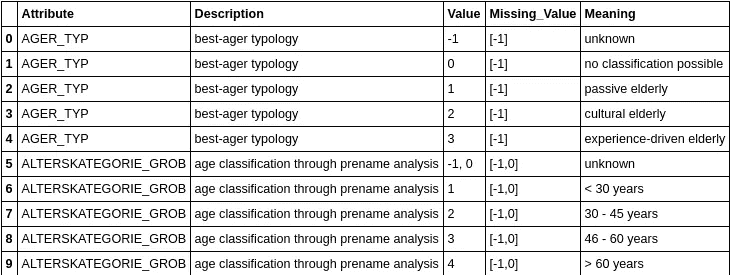 Attribute Description Value Missing_Value Meaning
0 AGER_TYP best-ager typology -1 [-1] unknown
1 AGER_TYP best-ager typology 0 [-1] no classification possible
2 AGER_TYP best-ager typology 1 [-1] passive elderly
3 AGER_TYP best-ager typology 2 [-1] cultural elderly
4 AGER_TYP best-ager typology 3 [-1] experience-driven elderly
5 ALTERSKATEGORIE_GROB age classification through prename analysis -1, 0 [-1,0] unknown
6 ALTERSKATEGORIE_GROB age classification through prename analysis 1 [-1,0] < 30 years
7 ALTERSKATEGORIE_GROB age classification through prename analysis 2 [-1,0] 30 - 45 years
8 ALTERSKATEGORIE_GROB age classification through prename analysis 3 [-1,0] 46 - 60 years
9 ALTERSKATEGORIE_GROB age classification through prename analysis 4 [-1,0] > 60 years